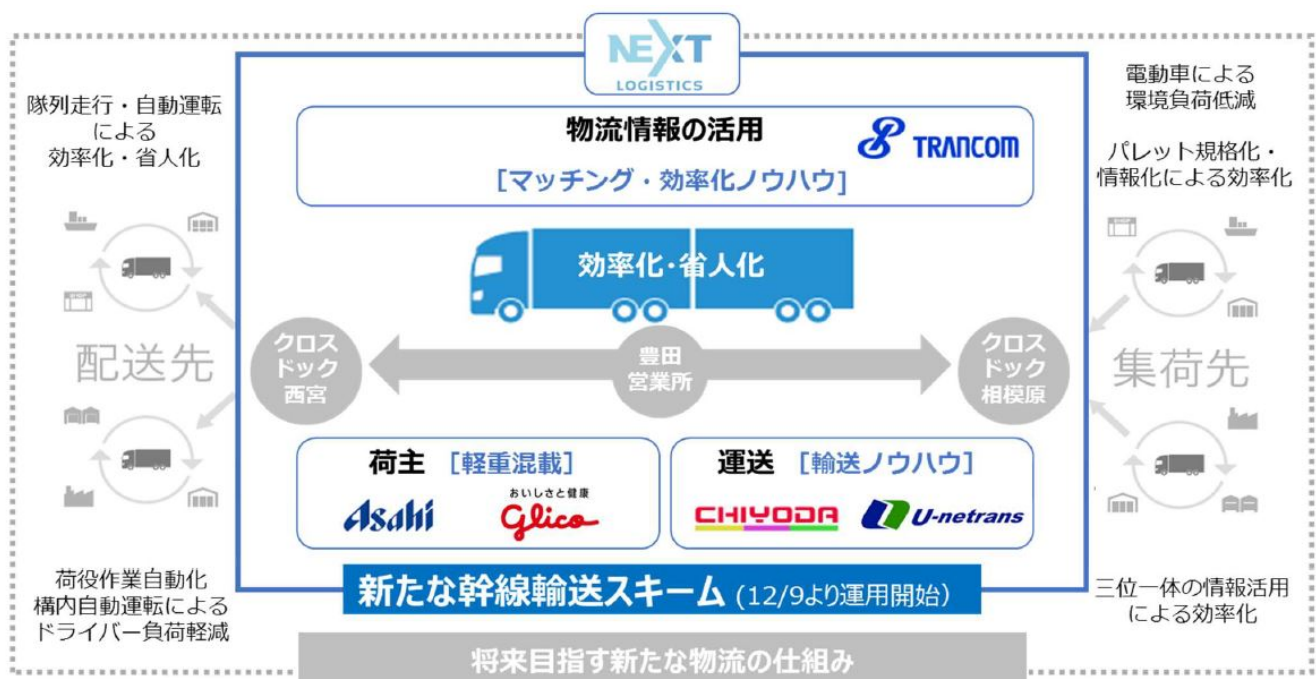 NEXT
LOGISTICS
隊列走行・自動運転
による
効率化・省人化
電動車による
環境負荷低減
パレット規格化・
情報化による効率化
物流情報の活用
TRANCOM
[マッチング・効率化ノウハウ]
効率化・省人化
配送先
クロス
ドック
西宮
豊田
営業所
クロス
ドック
相模原
集荷先
荷主 [軽重混載]
Asahi
おいしさと健康
Glico
運送 [輸送ノウハウ]
CHIYODA
U-netrans
荷役作業自動化
構内自動運転による
ドライバー負荷軽減
新たな幹線輸送スキーム (12/9より運用開始)
三位一体の情報活用
による効率化
将来目指す新たな物流の仕組み